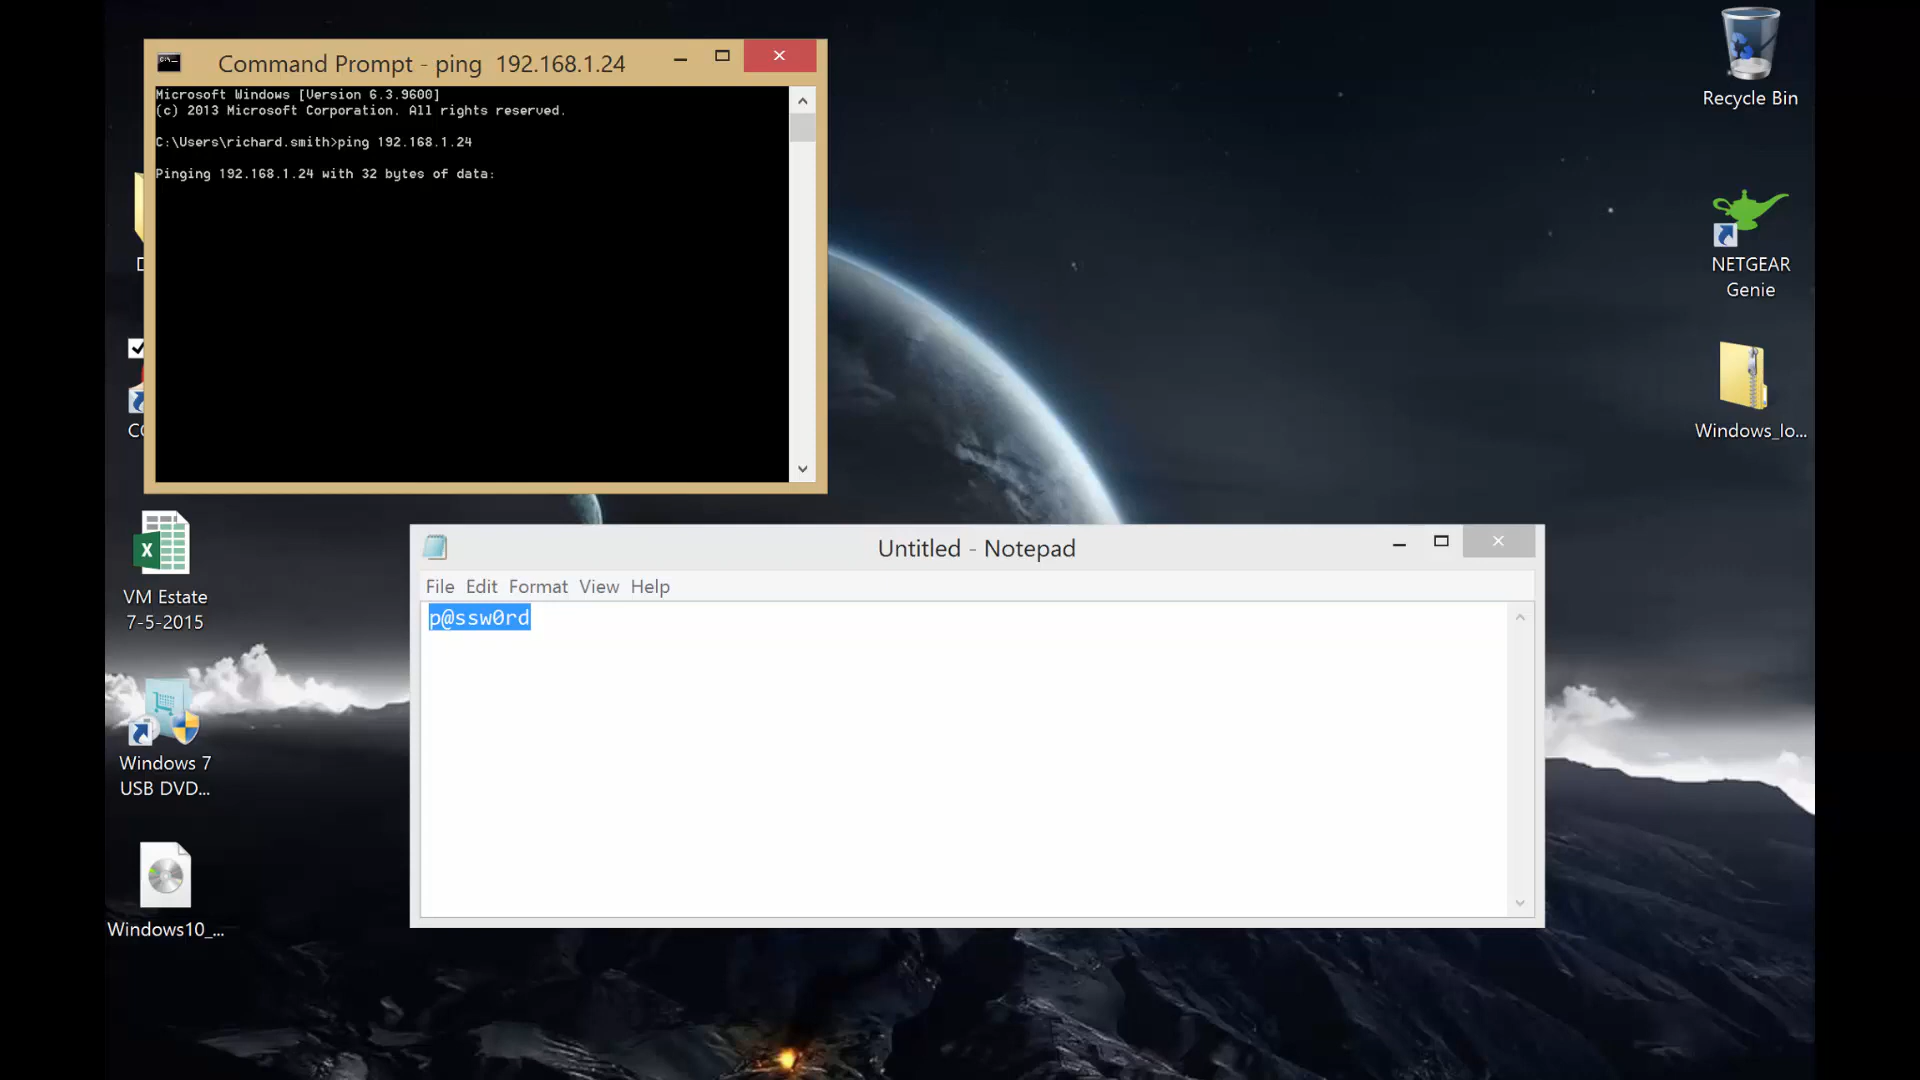 Command Prompt - ping  192.168.1.24
Microsoft Windows [Version 6.3.9600]
(c) 2013 Microsoft Corporation. All rights reserved.
C:\Users\richard.smith>ping 192.168.1.24
Pinging 192.168.1.24 with 32 bytes of data:
Recycle Bin
NETGEAR
Genie
Windows_lo...
VM Estate
7-5-2015
Windows 7
USB DVD...
Windows10_...
Untitled - Notepad
File Edit Format View Help
p@ssw0rd